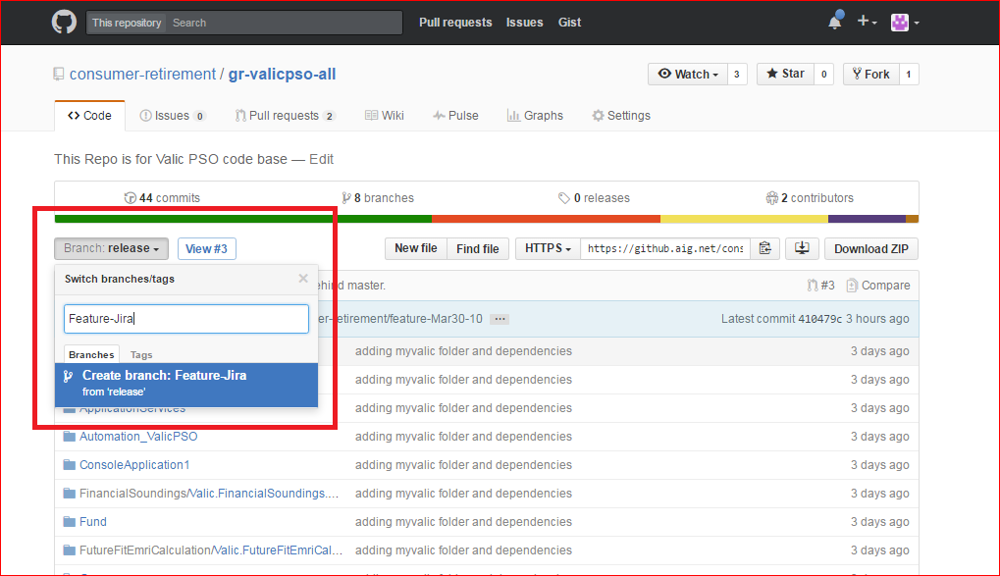 This repository Search Pull requests Issues Gist
consumer-retirement / gr-valicpso-all Watch 3 Star 0 Fork 1
Code Issues 0 Pull requests 2 Wiki Pulse Graphs Settings
This Repo is for Valic PSO code base — Edit
44 commits 8 branches 0 releases 2 contributors
Branch: release View #3 New file Find file HTTPS https://github.aig.net/cons Download ZIP
Switch branches/tags ×
ehind master. #3 Compare
Feature-Jira
er-retirement/feature-Mar30-10 … Latest commit 410479c 3 hours ago
Branches Tags
adding myvalic folder and dependencies 3 days ago
Create branch: Feature-Jira
from 'release'
adding myvalic folder and dependencies 3 days ago
ApplicationServices adding myvalic folder and dependencies 3 days ago
Automation_ValicPSO adding myvalic folder and dependencies 3 days ago
ConsoleApplication1 adding myvalic folder and dependencies 3 days ago
FinancialSoundings/Valic.FinancialSoundings.... adding myvalic folder and dependencies 3 days ago
Fund adding myvalic folder and dependencies 3 days ago
FutureFitEmriCalculation/Valic.FutureFitEmriCal... adding myvalic folder and dependencies 3 days ago